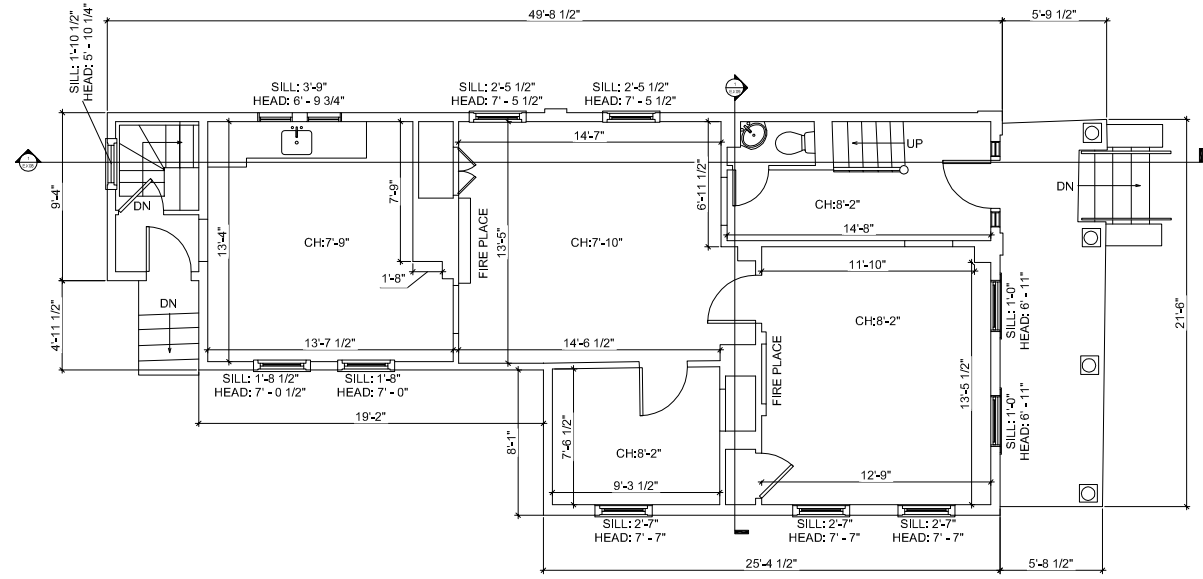 49'-8 1/2"
5'-9 1/2"
SILL: 1'-10 1/2"
HEAD: 5' - 10 1/4"
SILL: 3'-9"
HEAD: 6' - 9 3/4"
SILL: 2'-5 1/2"
HEAD: 7' - 5 1/2"
SILL: 2'-5 1/2"
HEAD: 7' - 5 1/2"
14'-7"
UP
DN
DN
9'-4"
7'-9"
6'-11 1/2"
CH:8'-2"
14'-8"
13'-4"
CH:7'-9"
FIRE PLACE
13'-5"
CH:7'-10"
11'-10"
1'-8"
DN
4'-11 1/2"
CH:8'-2"
SILL: 1'-0"
HEAD: 6' - 11"
21'-6"
13'-7 1/2"
14'-6 1/2"
FIRE PLACE
SILL: 1'-8 1/2"
HEAD: 7' - 0 1/2"
SILL: 1'-8"
HEAD: 7' - 0"
13'-5 1/2"
SILL: 1'-0"
HEAD: 6' - 11"
19'-2"
8'-1"
7'-6 1/2"
CH:8'-2"
9'-3 1/2"
12'-9"
SILL: 2'-7"
HEAD: 7' - 7"
SILL: 2'-7"
HEAD: 7' - 7"
SILL: 2'-7"
HEAD: 7' - 7"
25'-4 1/2"
5'-8 1/2"